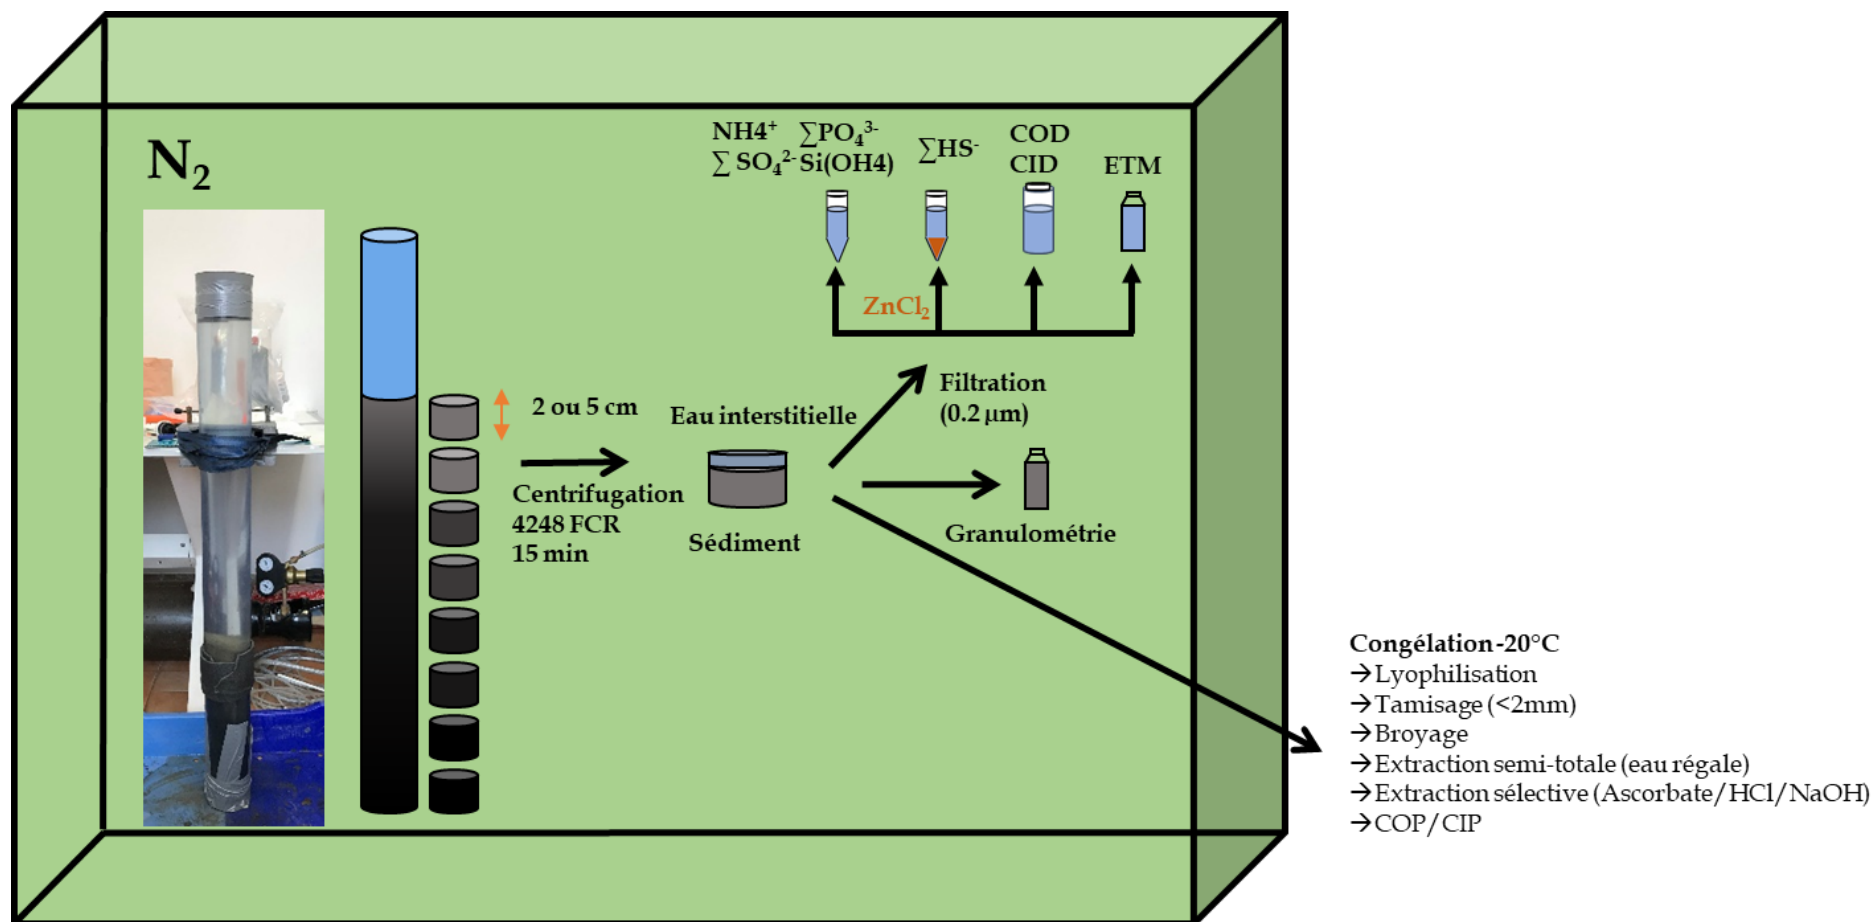 N₂
NH4⁺ ∑PO₄³⁻
∑ SO₄²⁻ Si(OH4)
∑HS⁻
COD
CID
ETM
ZnCl₂
Filtration
(0.2 µm)
2 ou 5 cm
Eau interstitielle
Centrifugation
4248 FCR
15 min
Sédiment
Granulométrie
Congélation -20°C
→Lyophilisation
→Tamisage (<2mm)
→Broyage
→Extraction semi-totale (eau régale)
→Extraction sélective (Ascorbate/HCl/NaOH)
→COP/CIP